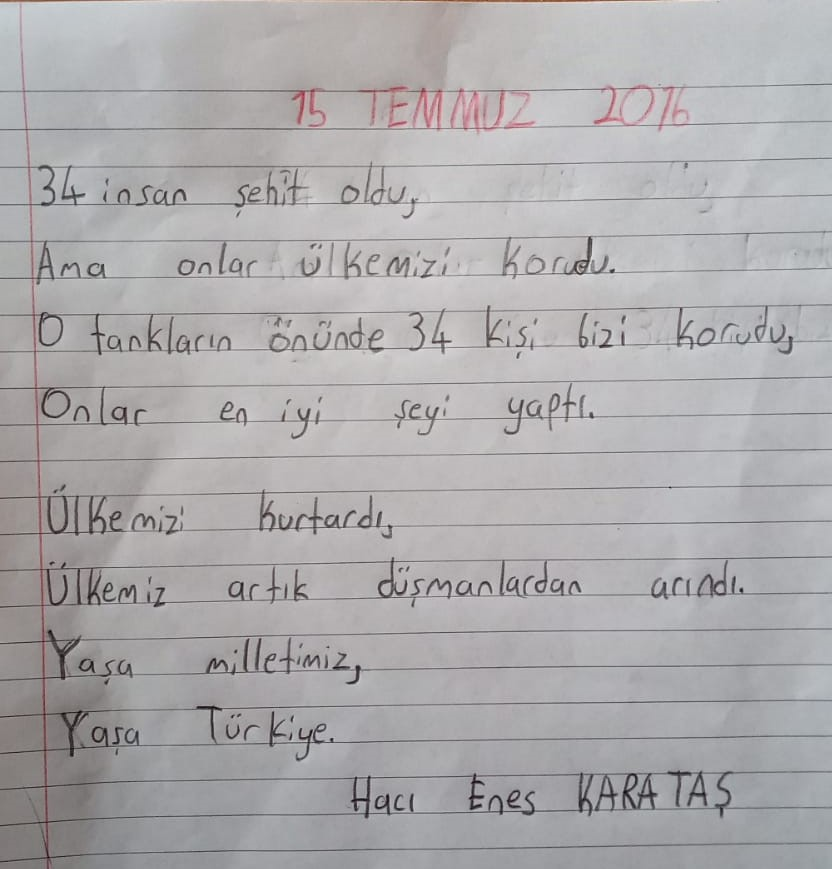 15 TEMMUZ 2016
34 insan şehit oldu,
Ama onlar ülkemizi korudu.
O tankların önünde 34 kişi bizi korudu,
Onlar en iyi şeyi yaptı.
Ülkemizi kurtardı,
Ülkemiz artık düşmanlardan arındı.
Yaşa milletimiz,
Yaşa Türkiye.
Hacı Enes KARATAŞ